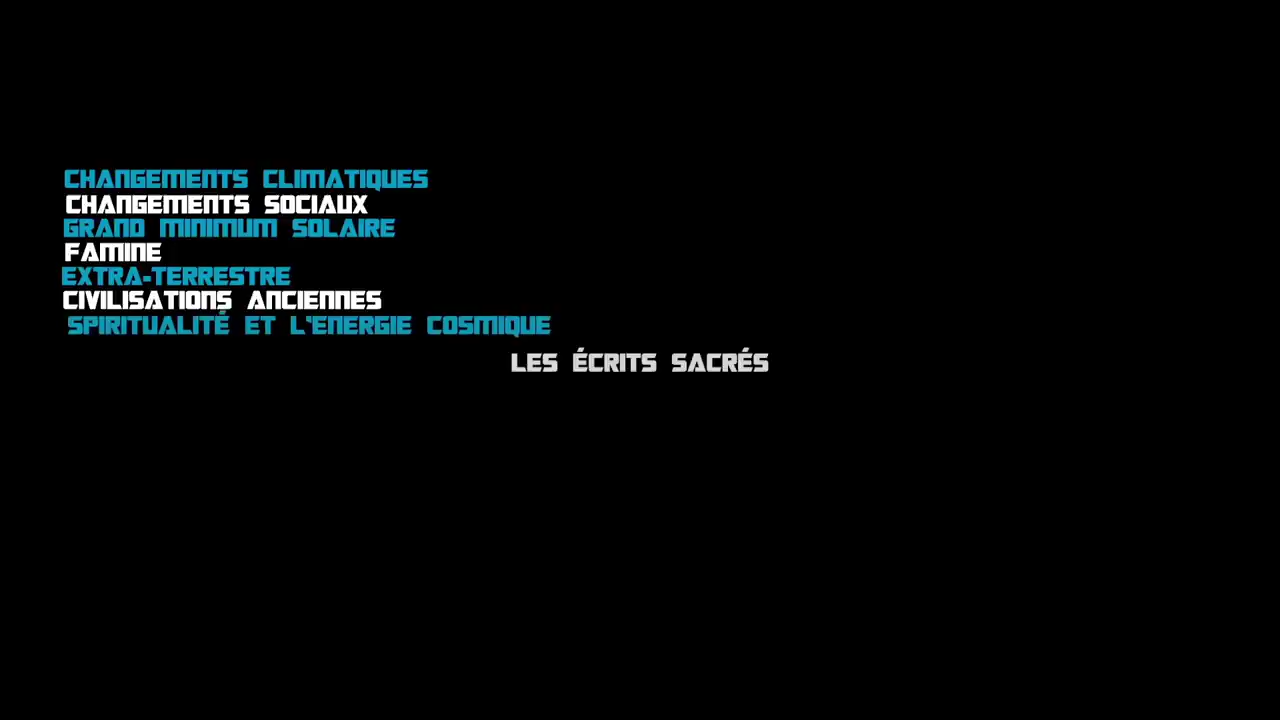 CHANGEMENTS CLIMATIQUES
CHANGEMENTS SOCIAUX
GRAND MINIMUM SOLAIRE
FAMINE
EXTRA-TERRESTRE
CIVILISATIONS ANCIENNES
SPIRITUALITÉ ET L'ENERGIE COSMIQUE
LES ÉCRITS SACRÉS